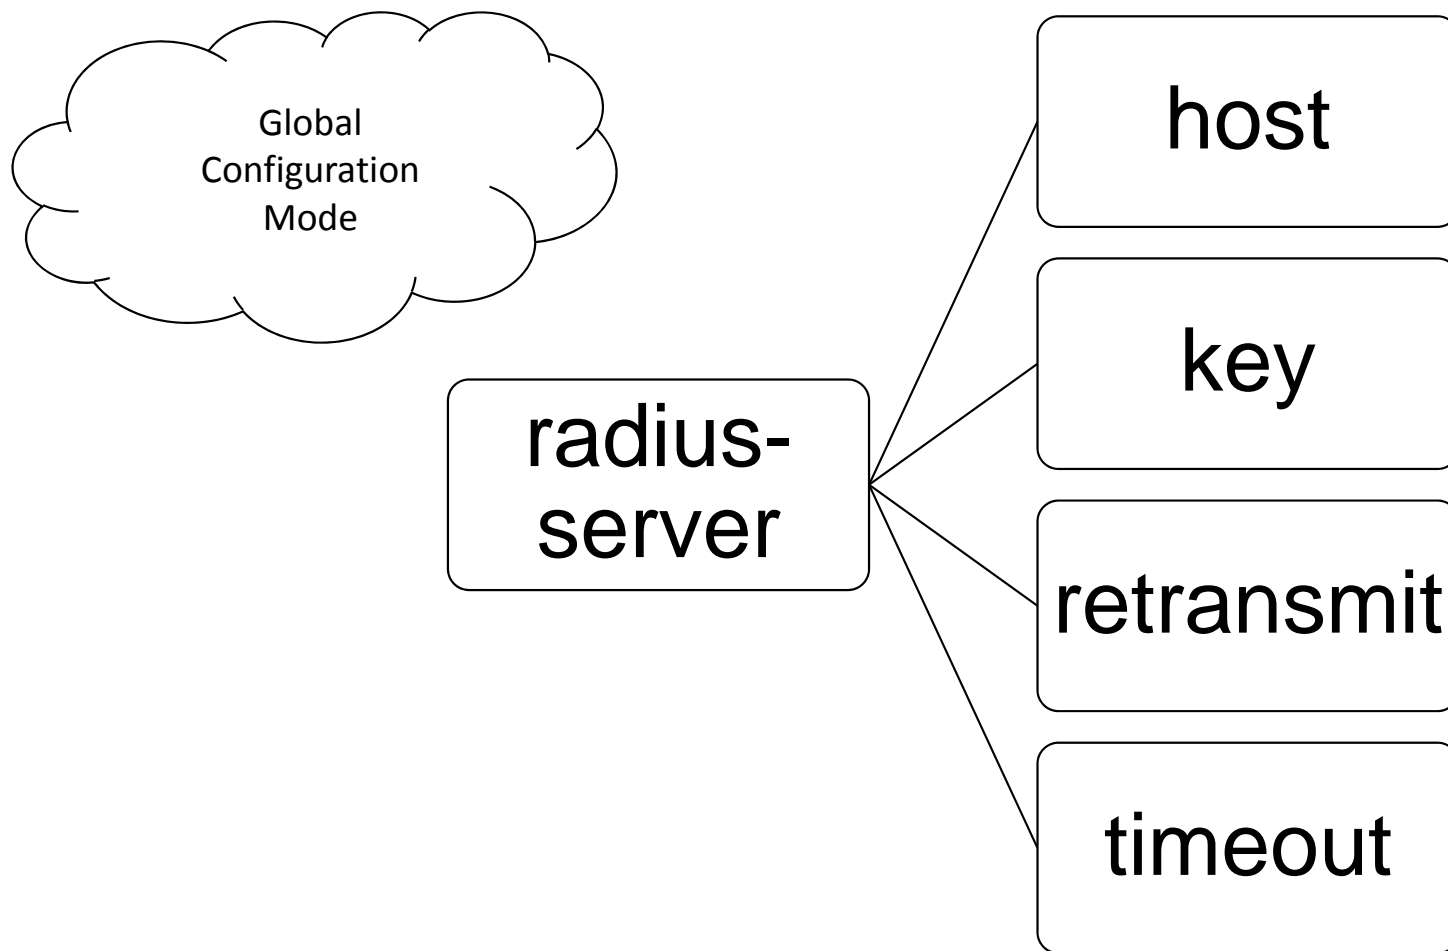 Global
Configuration
Mode
radius-
server
host
key
retransmit
timeout